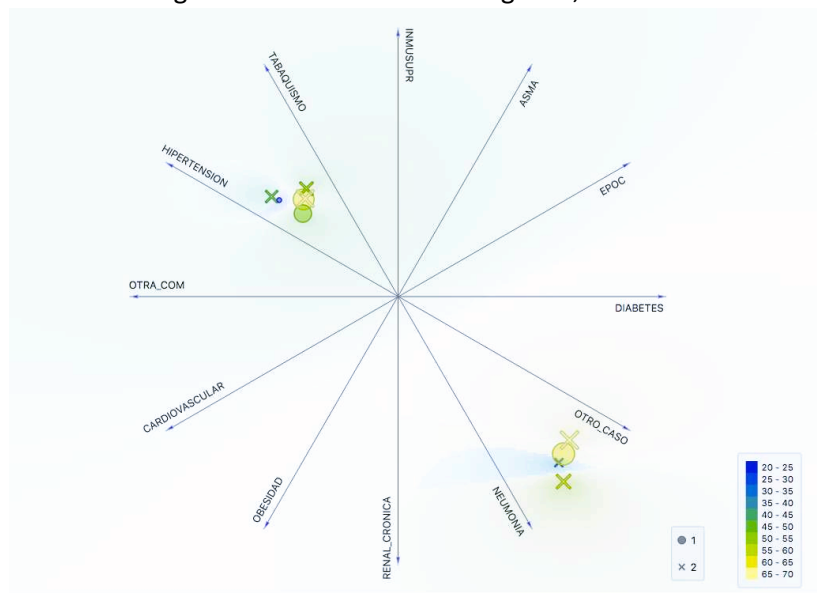 INMUSUPR
TABAQUISMO
ASMA
HIPERTENSION
EPOC
OTRA_COM
DIABETES
CARDIOVASCULAR
OTRO_CASO
OBESIDAD
RENAL_CRONICA
NEUMONIA
1
2
20 - 25
25 - 30
30 - 35
35 - 40
40 - 45
45 - 50
50 - 55
55 - 60
60 - 65
65 - 70